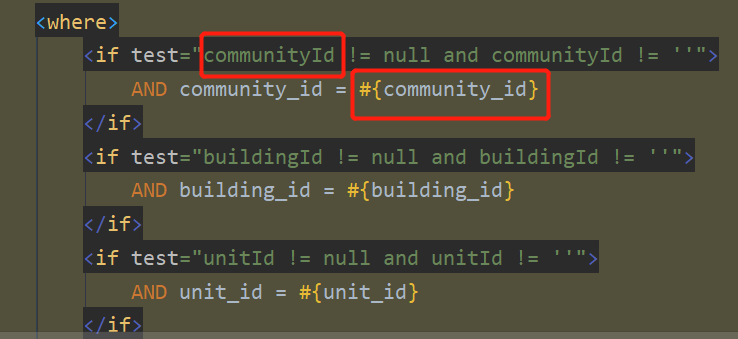 <where>
<if test="communityId != null and communityId != ''">
AND community_id = #{community_id}
</if>
<if test="buildingId != null and buildingId != ''">
AND building_id = #{building_id}
</if>
<if test="unitId != null and unitId != ''">
AND unit_id = #{unit_id}
</if>